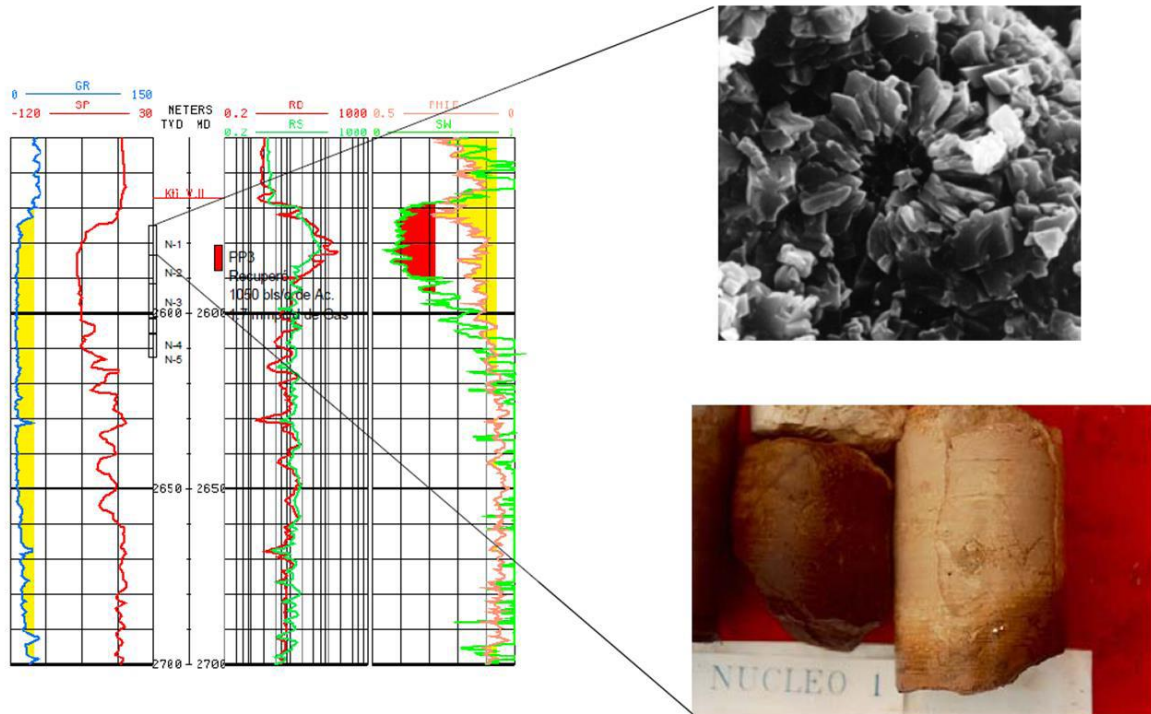 GR
0 150
SP
-120 30
METERS
TVD MD
RD
0.2 1000
RS
0.2 1000
PHIE
0.5 0
SW
0 1
N-1
N-2
N-3
N-4
N-5
PP3
Recuperó
1050 bls/d de Ac.
de Gas
2600 2600
2650 2650
2700 2700
NUCLEO 1